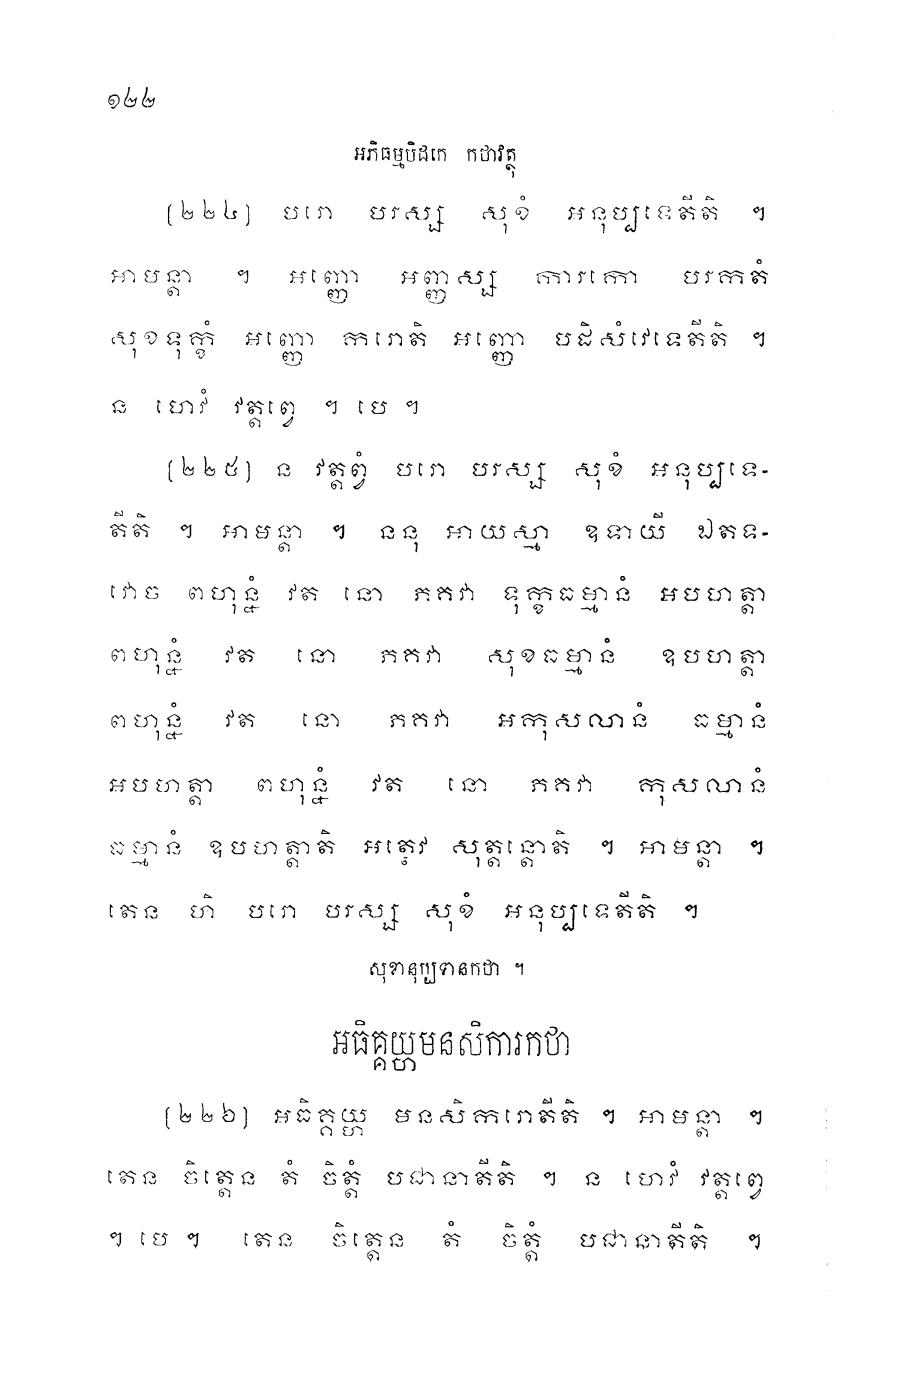 ១២២
អភិធម្មបិដកេ កថាវត្ថុ
(២២៤) បរោ បរស្ស សុខំ អនុប្បទេតីតិ ។
អាមន្តា ។ អញ្ញោ អញ្ញស្ស ការកោ បរកតំ
សុខទុក្ខំ អញ្ញោ ករោតិ អញ្ញោ បដិសំវេទេតីតិ ។
ន ហេវំ វត្តព្វេ ។ បេ ។
(២២៥) ន វត្តព្វំ បរោ បរស្ស សុខំ អនុប្បទេ-
តីតិ ។ អាមន្តា ។ ននុ អាយស្មា ឧទាយី ឯតទ-
វោច ពហុន្នំ វត នោ ភគវា ទុក្ខធម្មានំ អបហត្តា
ពហុន្នំ វត នោ ភគវា សុខធម្មានំ ឧបហត្តា
ពហុន្នំ វត នោ ភគវា អកុសលានំ ធម្មានំ
អបហត្តា ពហុន្នំ វត នោ ភគវា កុសលានំ
ធម្មានំ ឧបហត្តាតិ អត្ថេវ សុត្តន្តោតិ ។ អាមន្តា ។
តេន ហិ បរោ បរស្ស សុខំ អនុប្បទេតីតិ ។
សុខានុប្បទានកថា ។
អធិគ្គយ្ហមនសិការកថា
(២២៦) អធិគ្គយ្ហ មនសិករោតីតិ ។ អាមន្តា ។
តេន ចិត្តេន តំ ចិត្តំ បជានាតីតិ ។ ន ហេវំ វត្តព្វេ
។ បេ ។ តេន ចិត្តេន តំ ចិត្តំ បជានាតីតិ ។